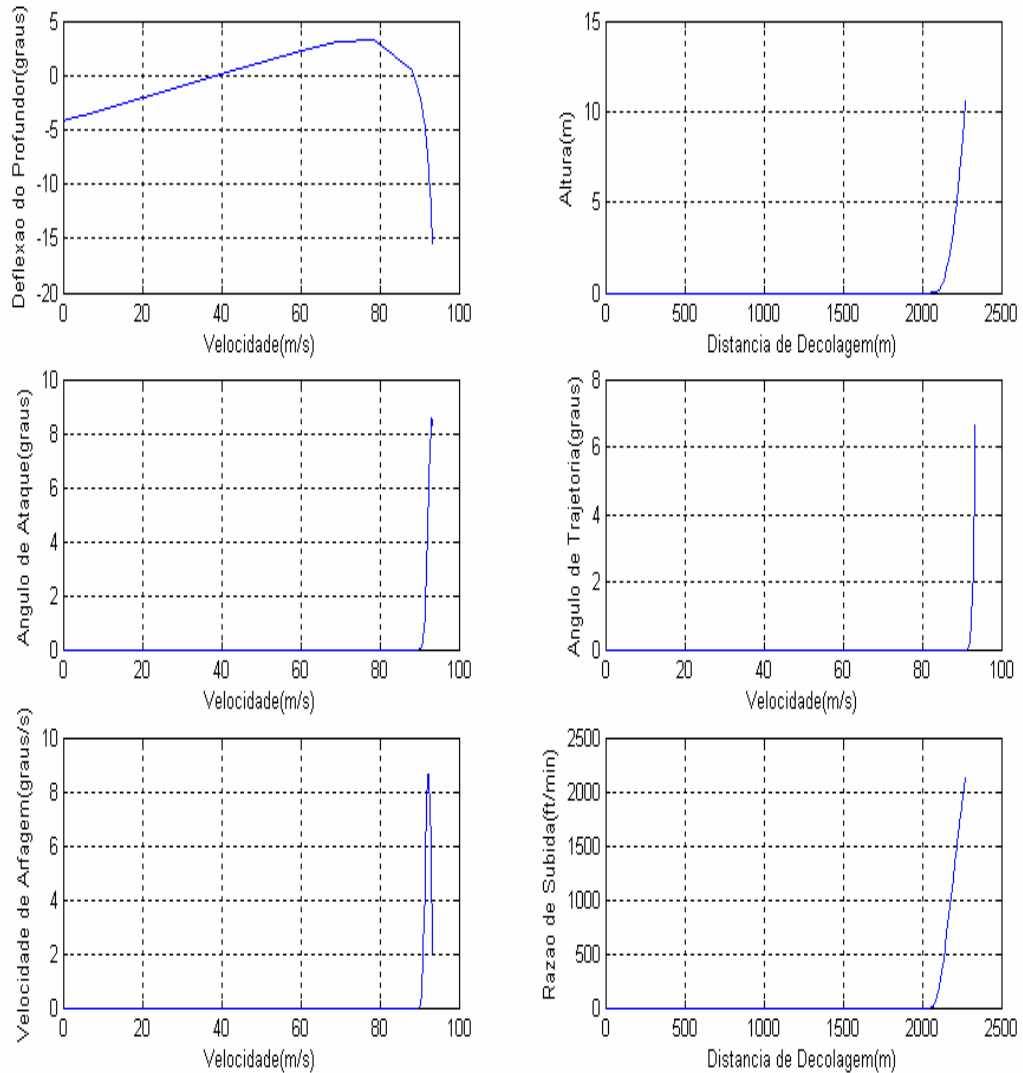 Deflexao do Profundor(graus)
5
0
-5
-10
-15
-20
0 20 40 60 80 100
Velocidade(m/s)
Altura(m)
15
10
5
0
0 500 1000 1500 2000 2500
Distancia de Decolagem(m)
Angulo de Ataque(graus)
10
8
6
4
2
0
0 20 40 60 80 100
Velocidade(m/s)
Angulo de Trajetoria(graus)
8
6
4
2
0
0 20 40 60 80 100
Velocidade(m/s)
Velocidade de Arfagem(graus/s)
10
8
6
4
2
0
0 20 40 60 80 100
Velocidade(m/s)
Razao de Subida(ft/min)
2500
2000
1500
1000
500
0
0 500 1000 1500 2000 2500
Distancia de Decolagem(m)